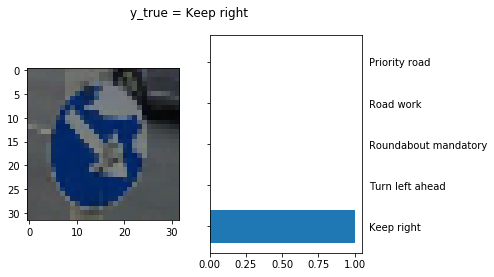 y_true = Keep right
0
5
10
15
20
25
30
0 10 20 30
Priority road
Road work
Roundabout mandatory
Turn left ahead
Keep right
0.00 0.25 0.50 0.75 1.00